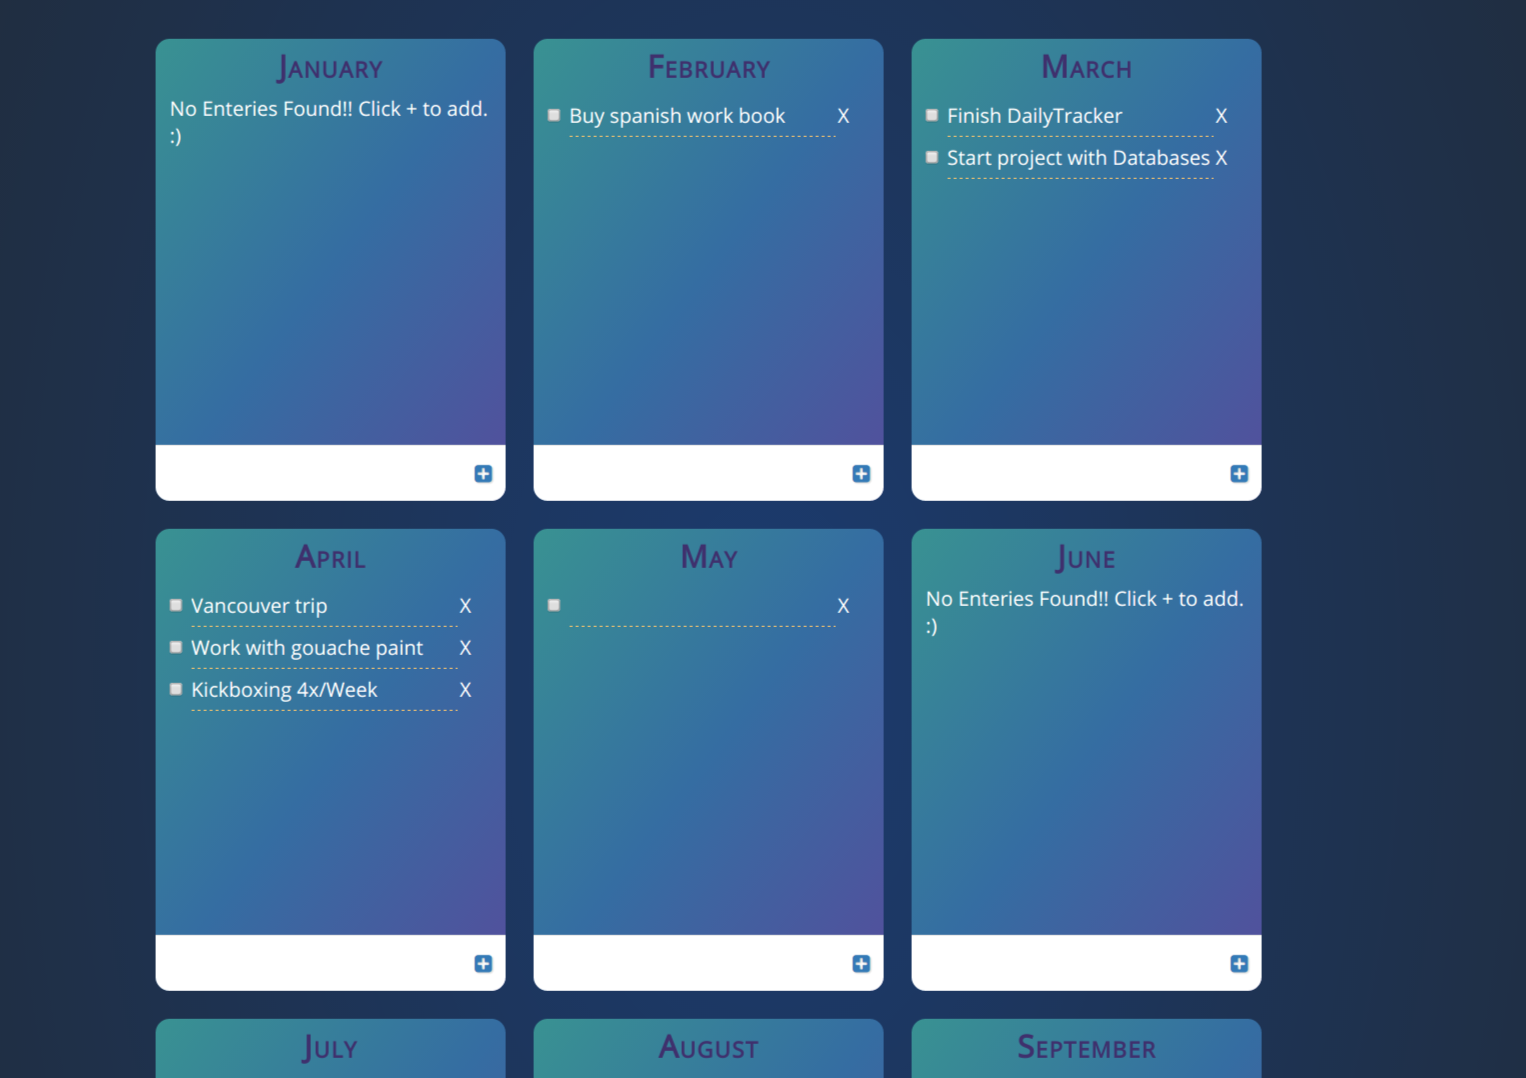 January
No Enteries Found!! Click + to add.
:)
February
Buy spanish work book X
March
Finish DailyTracker X
Start project with Databases X
April
Vancouver trip X
Work with gouache paint X
Kickboxing 4x/Week X
May
X
June
No Enteries Found!! Click + to add.
:)
July
August
September